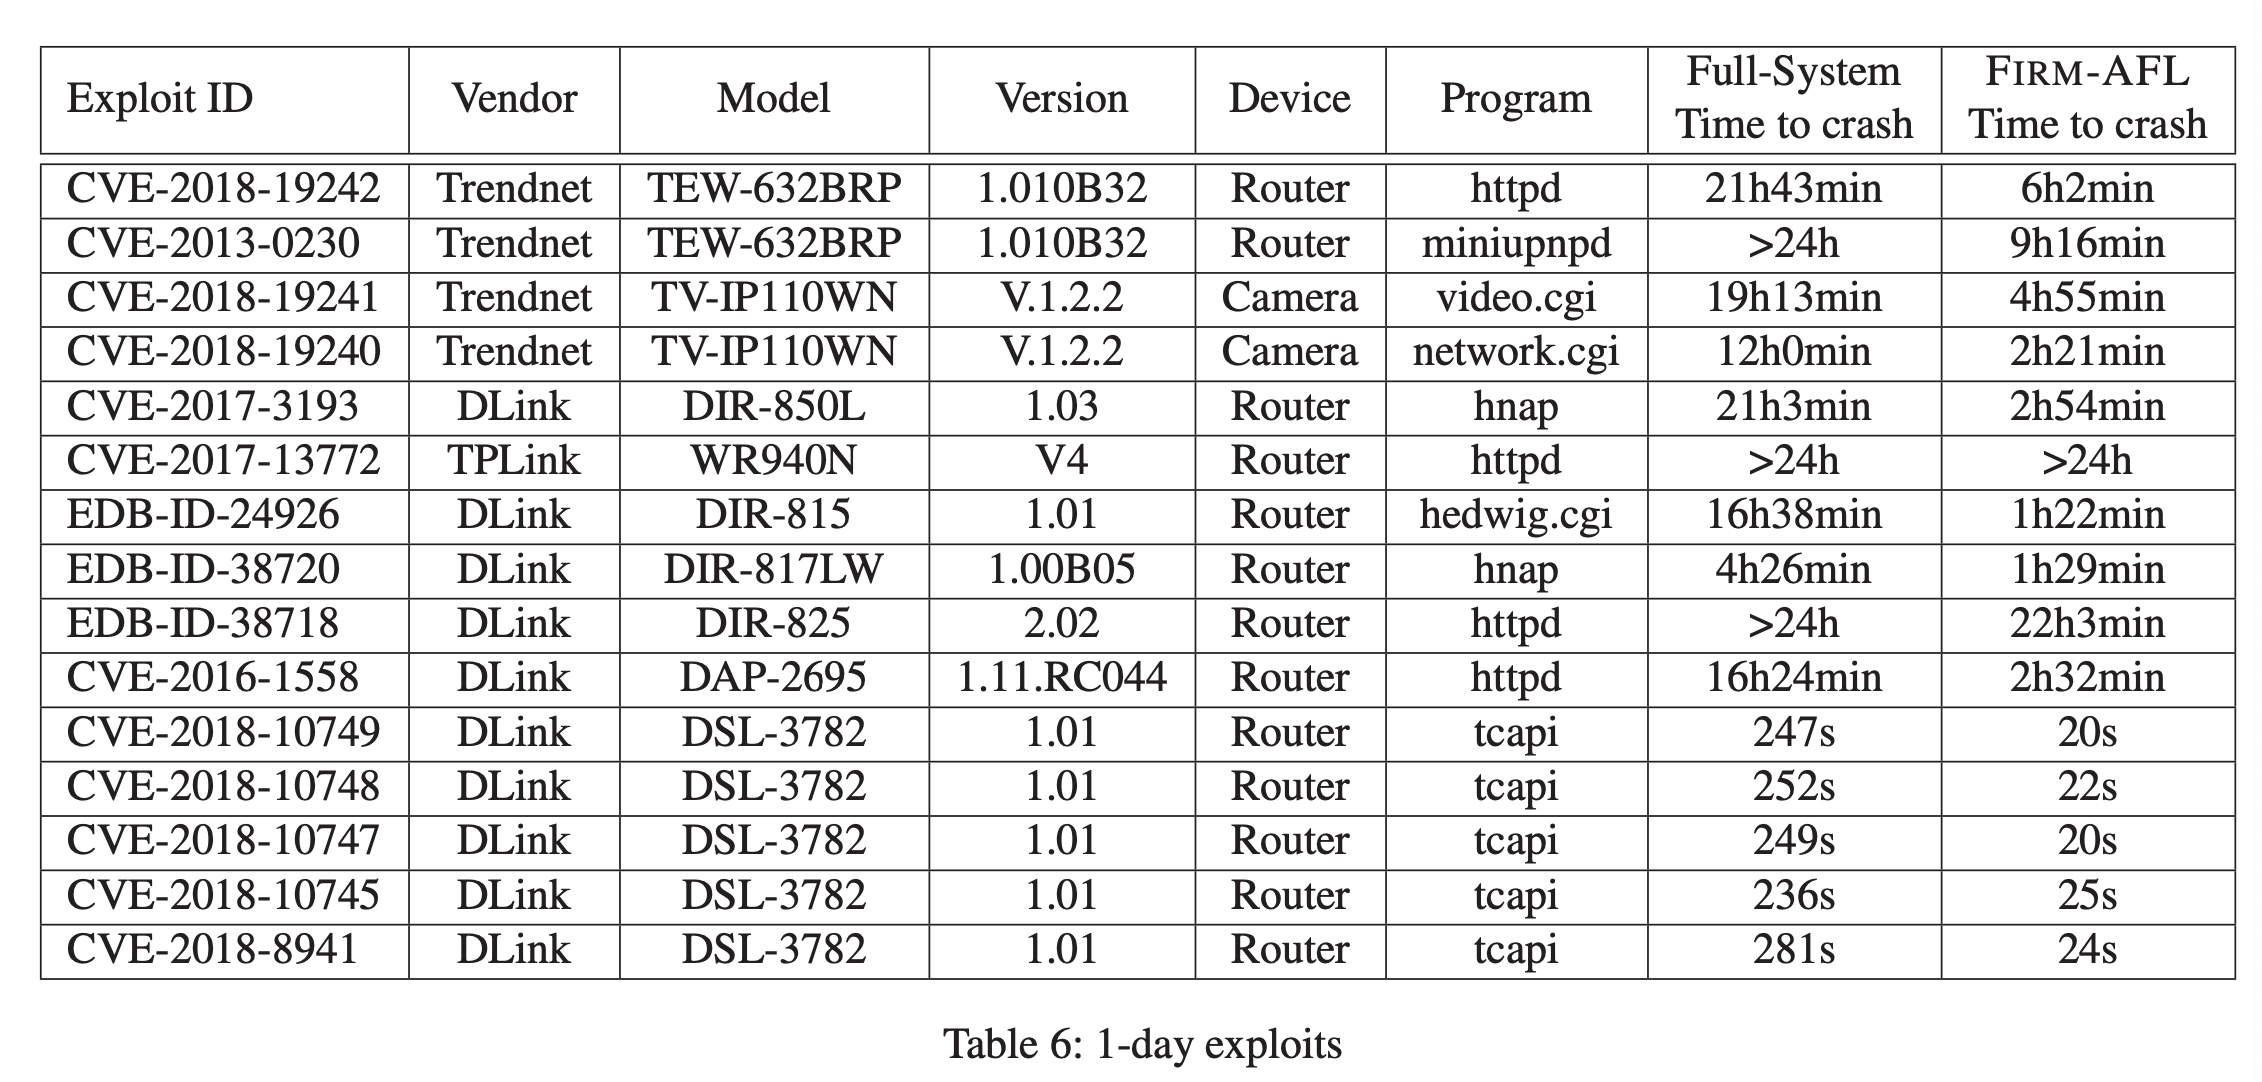 Exploit ID Vendor Model Version Device Program Full-System Time to crash FIRM-AFL Time to crash
CVE-2018-19242 Trendnet TEW-632BRP 1.010B32 Router httpd 21h43min 6h2min
CVE-2013-0230 Trendnet TEW-632BRP 1.010B32 Router miniupnpd >24h 9h16min
CVE-2018-19241 Trendnet TV-IP110WN V.1.2.2 Camera video.cgi 19h13min 4h55min
CVE-2018-19240 Trendnet TV-IP110WN V.1.2.2 Camera network.cgi 12h0min 2h21min
CVE-2017-3193 DLink DIR-850L 1.03 Router hnap 21h3min 2h54min
CVE-2017-13772 TPLink WR940N V4 Router httpd >24h >24h
EDB-ID-24926 DLink DIR-815 1.01 Router hedwig.cgi 16h38min 1h22min
EDB-ID-38720 DLink DIR-817LW 1.00B05 Router hnap 4h26min 1h29min
EDB-ID-38718 DLink DIR-825 2.02 Router httpd >24h 22h3min
CVE-2016-1558 DLink DAP-2695 1.11.RC044 Router httpd 16h24min 2h32min
CVE-2018-10749 DLink DSL-3782 1.01 Router tcapi 247s 20s
CVE-2018-10748 DLink DSL-3782 1.01 Router tcapi 252s 22s
CVE-2018-10747 DLink DSL-3782 1.01 Router tcapi 249s 20s
CVE-2018-10745 DLink DSL-3782 1.01 Router tcapi 236s 25s
CVE-2018-8941 DLink DSL-3782 1.01 Router tcapi 281s 24s
Table 6: 1-day exploits